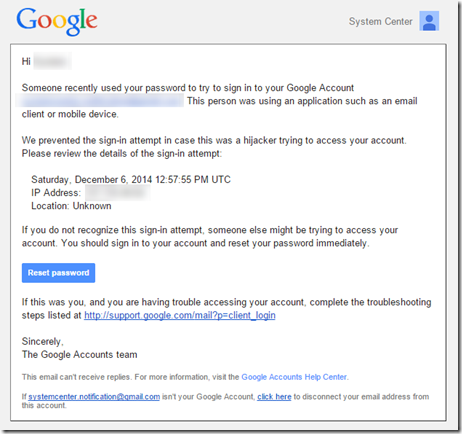 Google
System Center
Hi
Someone recently used your password to try to sign in to your Google Account
This person was using an application such as an email
client or mobile device.
We prevented the sign-in attempt in case this was a hijacker trying to access your account.
Please review the details of the sign-in attempt:
Saturday, December 6, 2014 12:57:55 PM UTC
IP Address:
Location: Unknown
If you do not recognize this sign-in attempt, someone else might be trying to access your
account. You should sign in to your account and reset your password immediately.
Reset password
If this was you, and you are having trouble accessing your account, complete the troubleshooting
steps listed at http://support.google.com/mail?p=client_login
Sincerely,
The Google Accounts team
This email can't receive replies. For more information, visit the Google Accounts Help Center.
If systemcenter.notification@gmail.com isn't your Google Account, click here to disconnect your email address from
this account.